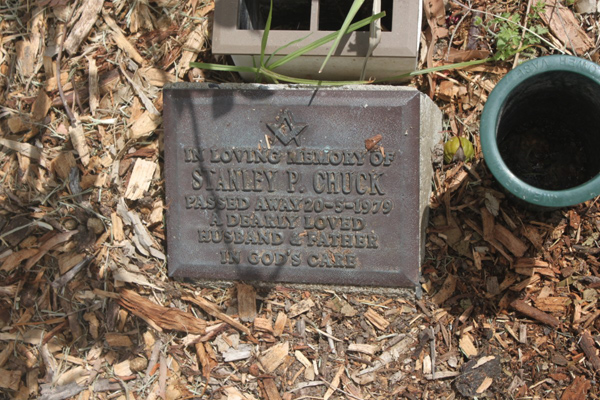 IN LOVING MEMORY OF
STANLEY P. CHUCK
PASSED AWAY 20-5-1979
A DEARLY LOVED
HUSBAND & FATHER
IN GOD'S CARE